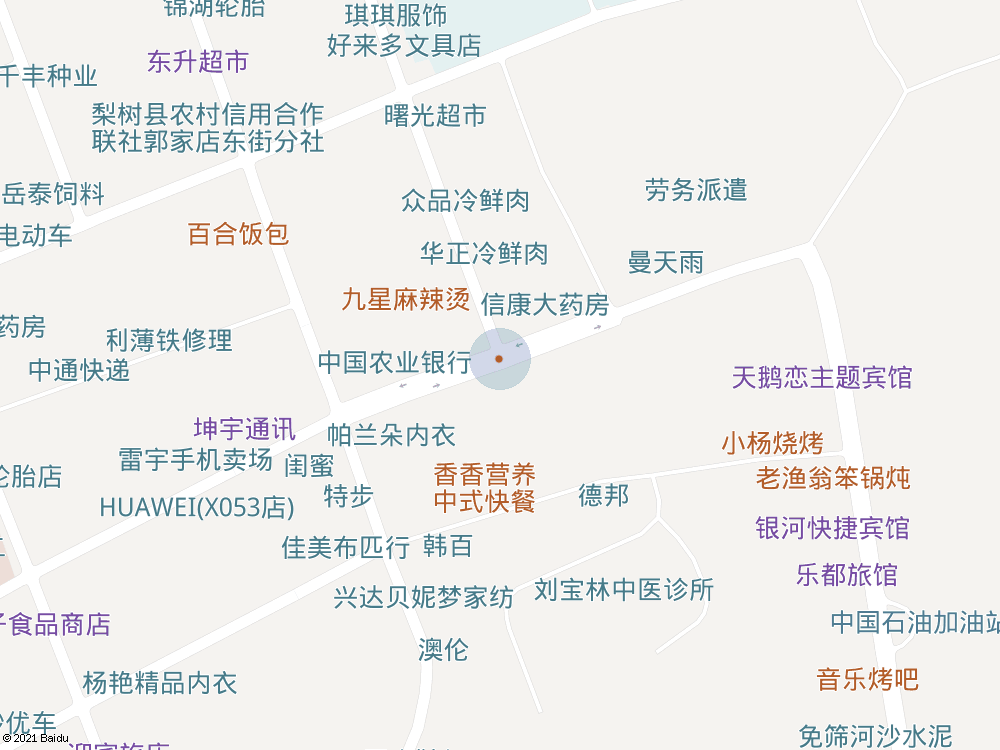 锦湖轮胎
琪琪服饰
好来多文具店
东升超市
千丰种业
梨树县农村信用合作
联社郭家店东街分社
曙光超市
岳泰饲料
众品冷鲜肉
劳务派遣
电动车
百合饭包
华正冷鲜肉
曼天雨
九星麻辣烫
信康大药房
药房
利薄铁修理
中通快递
中国农业银行
天鹅恋主题宾馆
坤宇通讯
帕兰朵内衣
小杨烧烤
雷宇手机卖场
闺蜜
香香营养
中式快餐
轮胎店
特步
德邦
老渔翁笨锅炖
HUAWEI(X053店)
银河快捷宾馆
佳美布匹行
韩百
乐都旅馆
兴达贝妮梦家纺
刘宝林中医诊所
子食品商店
中国石油加油站
澳伦
杨艳精品内衣
音乐烤吧
优车
免筛河沙水泥
© 2021 Baidu